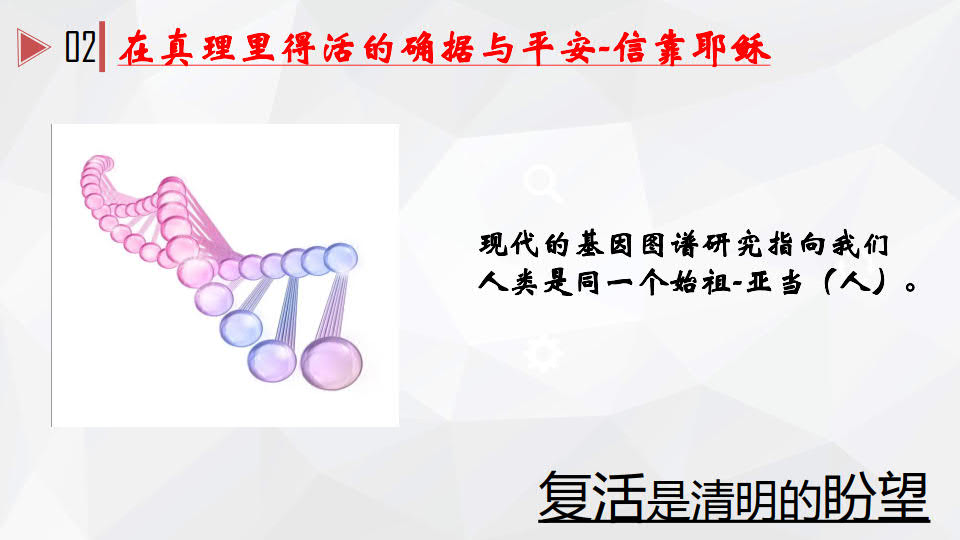 02 在真理里得活的确据与平安-信靠耶稣
现代的基因图谱研究指向我们
人类是同一个始祖-亚当（人）。
复活是清明的盼望